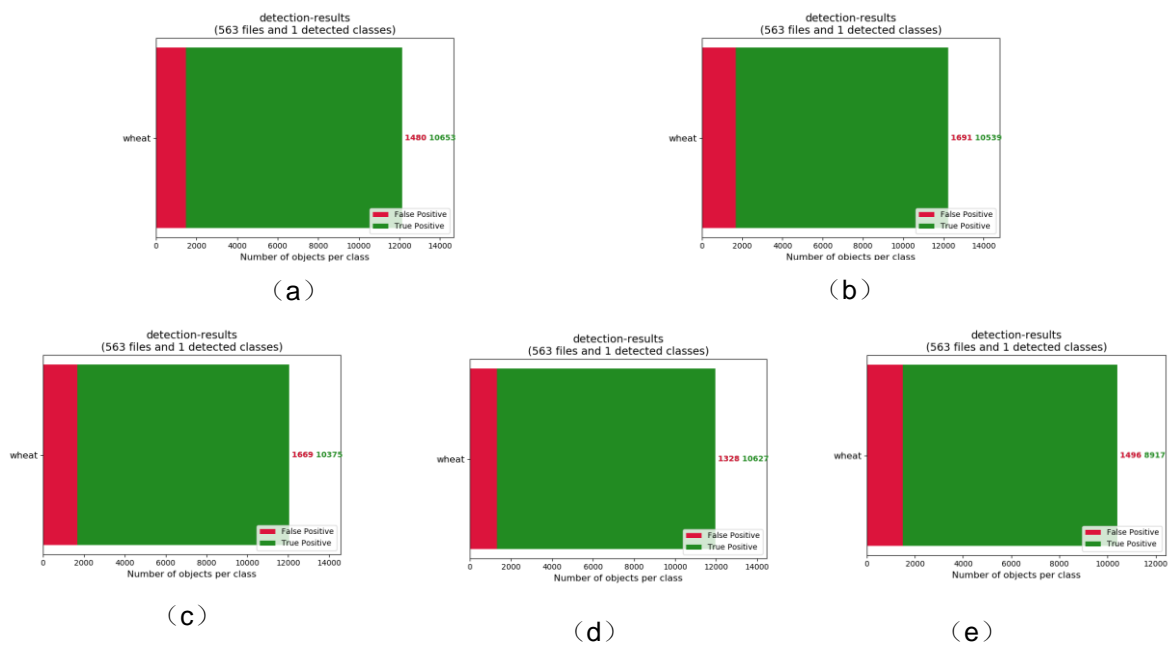 detection-results
(563 files and 1 detected classes)
wheat
1480 10653
False Positive
True Positive
0 2000 4000 6000 8000 10000 12000 14000
Number of objects per class
（a）
detection-results
(563 files and 1 detected classes)
wheat
1691 10539
False Positive
True Positive
0 2000 4000 6000 8000 10000 12000 14000
Number of objects per class
（b）
detection-results
(563 files and 1 detected classes)
wheat
1669 10375
False Positive
True Positive
0 2000 4000 6000 8000 10000 12000 14000
Number of objects per class
（c）
detection-results
(563 files and 1 detected classes)
wheat
1328 10627
False Positive
True Positive
0 2000 4000 6000 8000 10000 12000 14000
Number of objects per class
（d）
detection-results
(563 files and 1 detected classes)
wheat
1496 8917
False Positive
True Positive
0 2000 4000 6000 8000 10000 12000
Number of objects per class
（e）